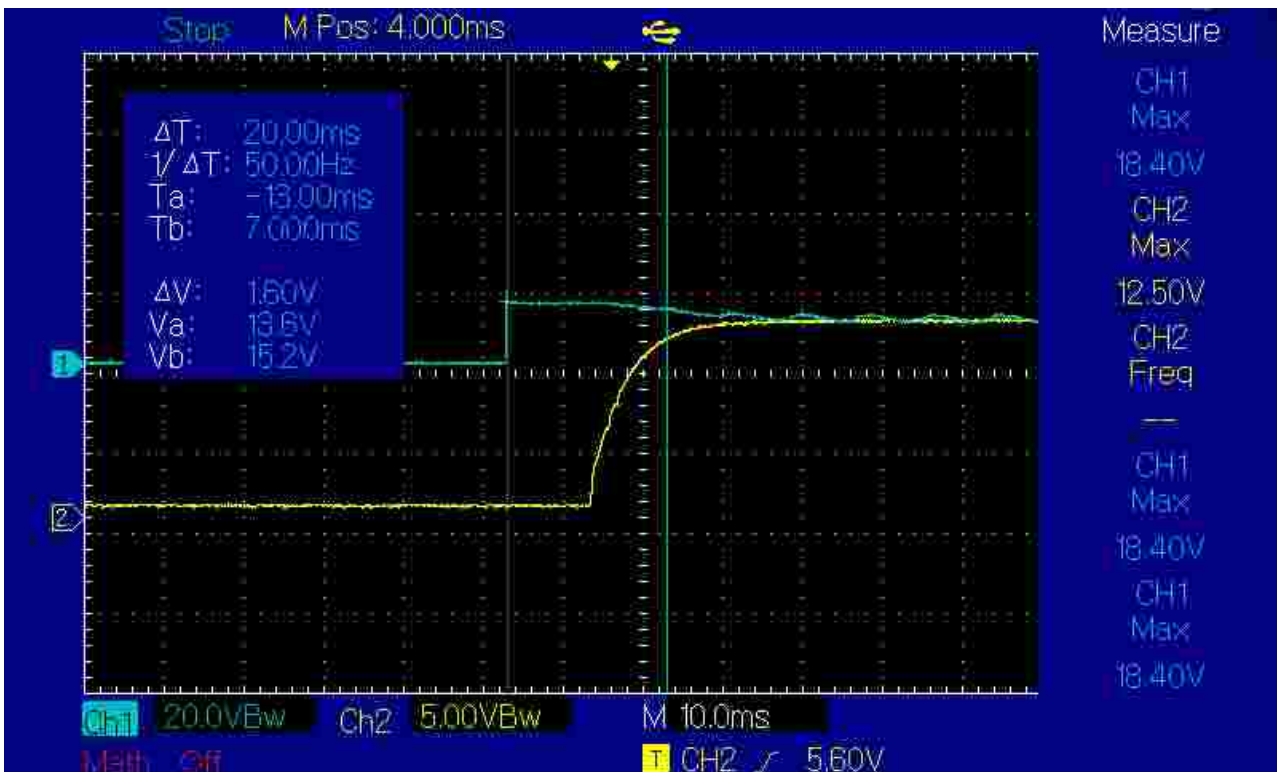 Stop M Pos: 4.000ms
Measure
ΔT: 20.00ms
1/ΔT: 50.00Hz
Ta: -13.00ms
Tb: 7.000ms
ΔV: 1.60V
Va: 13.6V
Vb: 15.2V
1
2
CH1
Max
18.40V
CH2
Max
12.50V
CH2
Freq
----
CH1
Max
18.40V
CH1
Max
18.40V
Ch1 20.0VBw Ch2 5.00VBw M 10.0ms
Math Off T CH2 5.60V